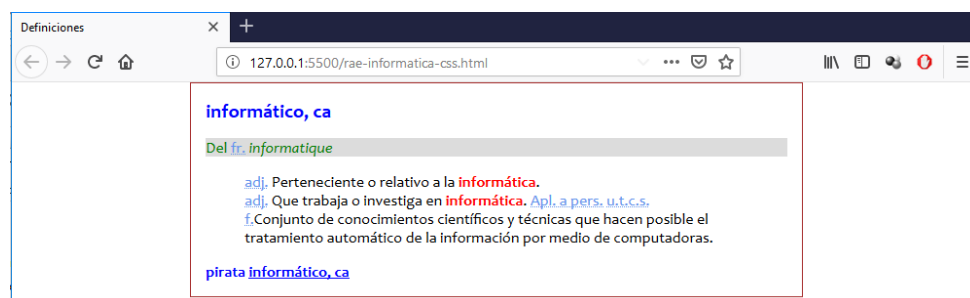 Definiciones
127.0.0.1:5500/rae-informatica-css.html
informático, ca
Del fr. informatique
adj. Perteneciente o relativo a la informática.
adj. Que trabaja o investiga en informática. Apl. a pers. u.t.c.s.
f.Conjunto de conocimientos científicos y técnicas que hacen posible el
tratamiento automático de la información por medio de computadoras.
pirata informático, ca